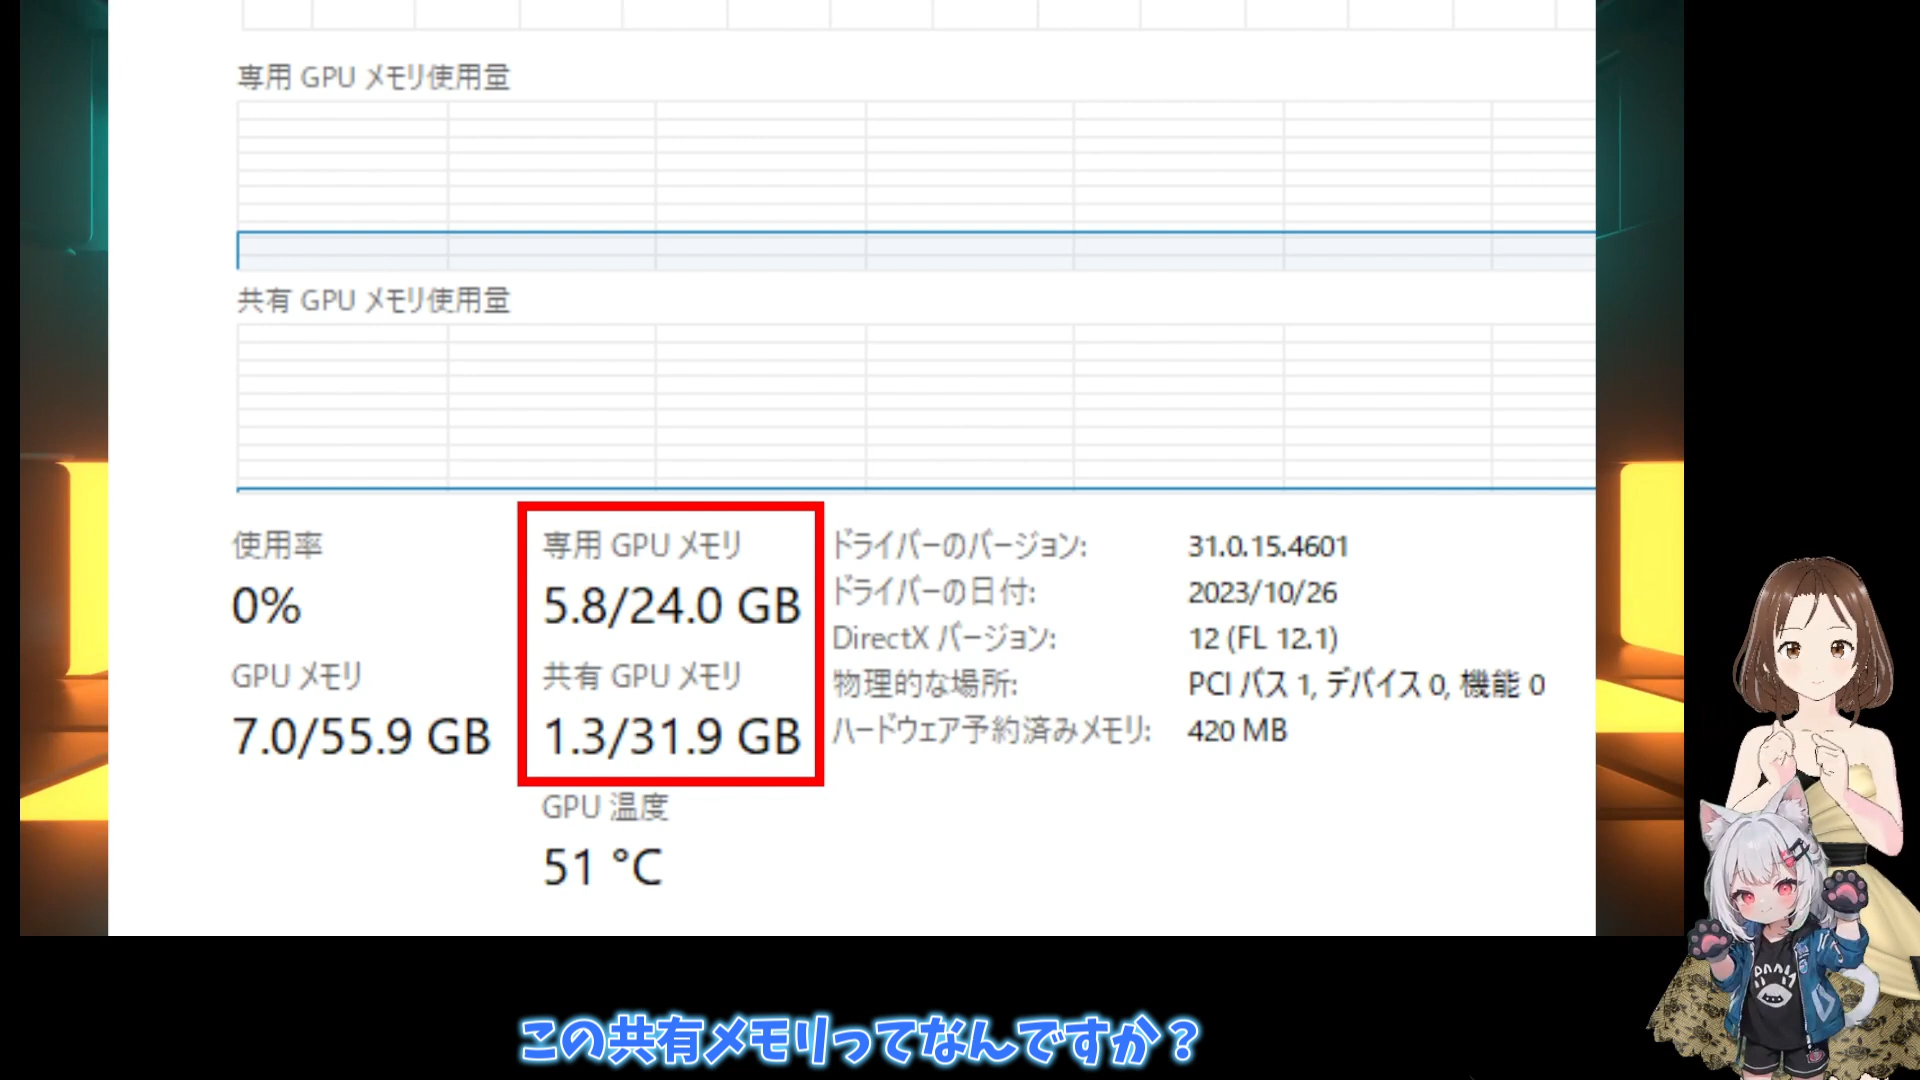 専用 GPU メモリ使用量
共有 GPU メモリ使用量
使用率
0%
GPU メモリ
7.0/55.9 GB
専用 GPU メモリ
5.8/24.0 GB
共有 GPU メモリ
1.3/31.9 GB
GPU 温度
51 °C
ドライバーのバージョン: 31.0.15.4601
ドライバーの日付: 2023/10/26
DirectX バージョン: 12 (FL 12.1)
物理的な場所: PCI バス 1, デバイス 0, 機能 0
ハードウェア予約済みメモリ: 420 MB
この共有メモリってなんですか？